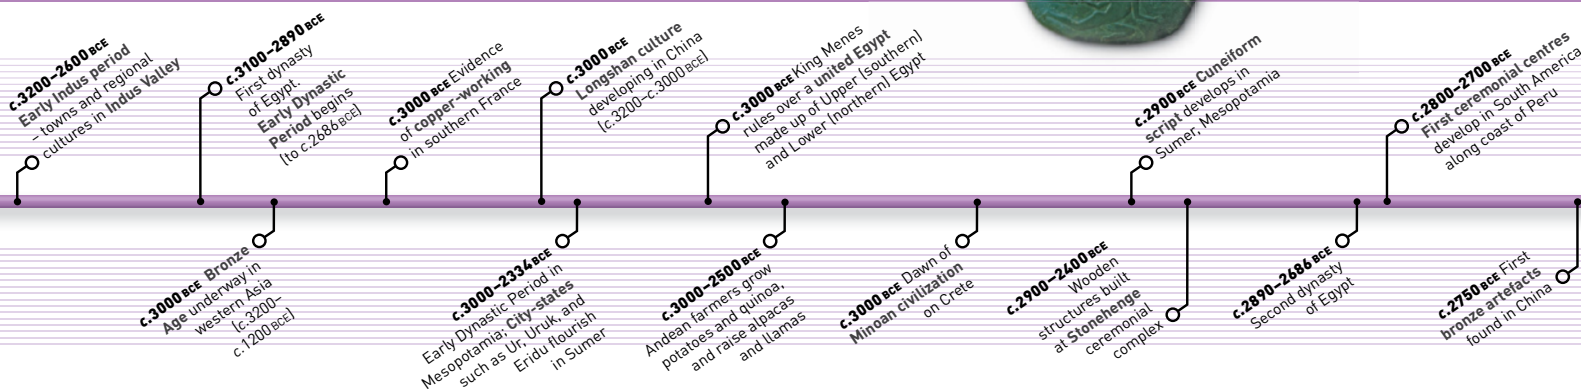 c.3200–2600 BCE
Early Indus period
– towns and regional
cultures in Indus Valley
c.3100–2890 BCE
First dynasty
of Egypt.
Early Dynastic
Period begins
[to c.2686 BCE]
c.3000 BCE Evidence
of copper-working
in southern France
c.3000 BCE
Longshan culture
developing in China
[c.3200–c.3000 BCE]
c.3000 BCE King Menes
rules over a united Egypt
made up of Upper [southern]
and Lower [northern] Egypt
c.2900 BCE Cuneiform
script develops in
Sumer, Mesopotamia
c.2800–2700 BCE
First ceremonial centres
develop in South America
along coast of Peru
c.3000 BCE Bronze
Age underway in
western Asia
[c.3200–
c.1200 BCE]
c.3000–2334 BCE
Early Dynastic Period in
Mesopotamia; City-states
such as Ur, Uruk, and
Eridu flourish
in Sumer
c.3000–2500 BCE
Andean farmers grow
potatoes and quinoa,
and raise alpacas
and llamas
c.3000 BCE Dawn of
Minoan civilization
on Crete
c.2900–2400 BCE
Wooden
structures built
at Stonehenge
ceremonial
complex
c.2890–2686 BCE
Second dynasty
of Egypt
c.2750 BCE First
bronze artefacts
found in China